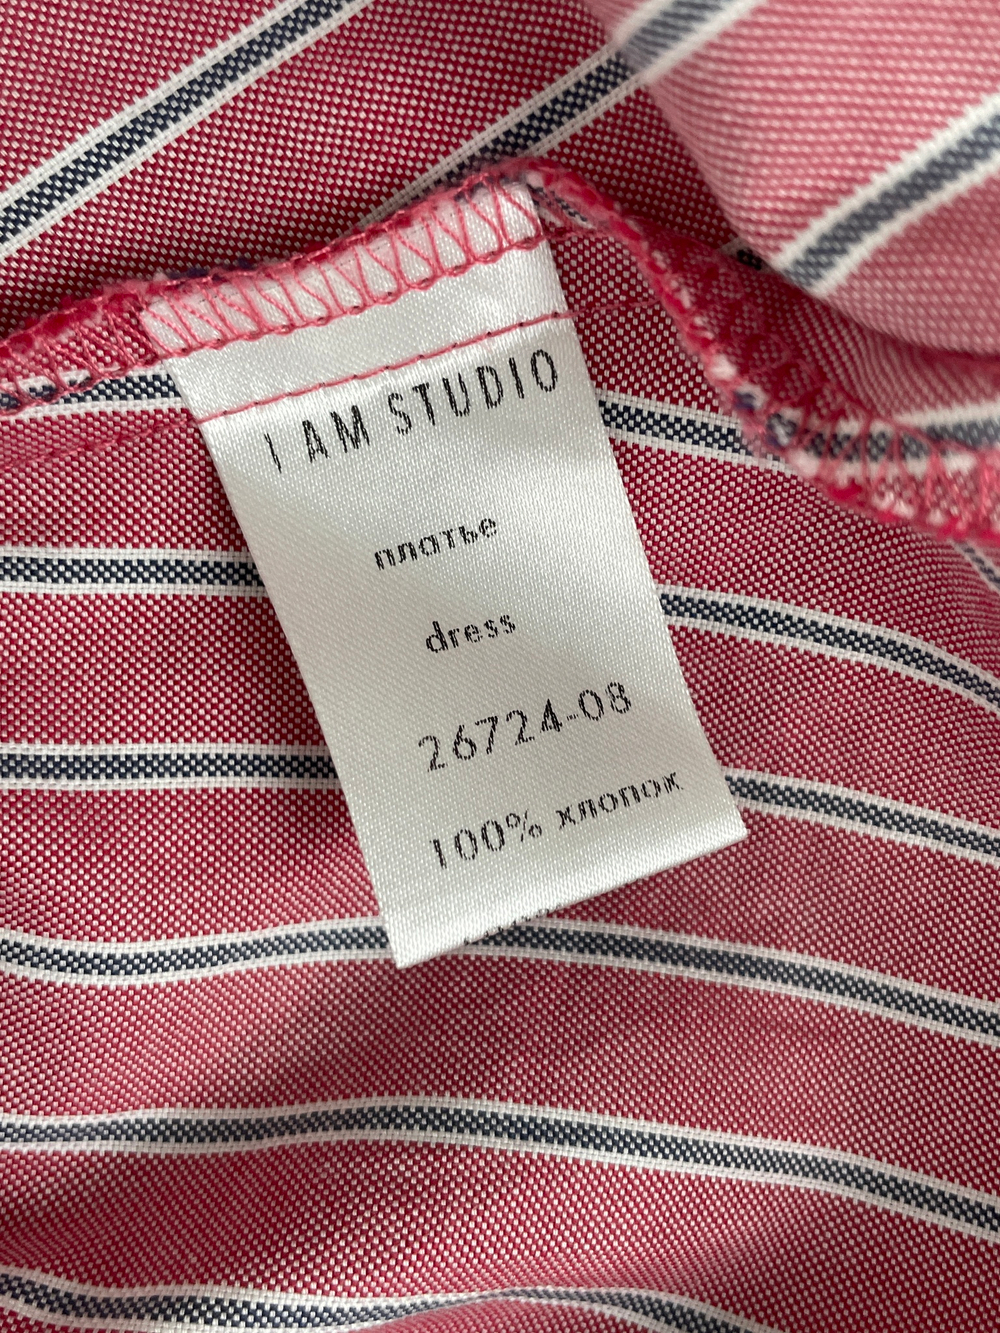 I AM STUDIO
платье
dress
26724-08
100% хлопок